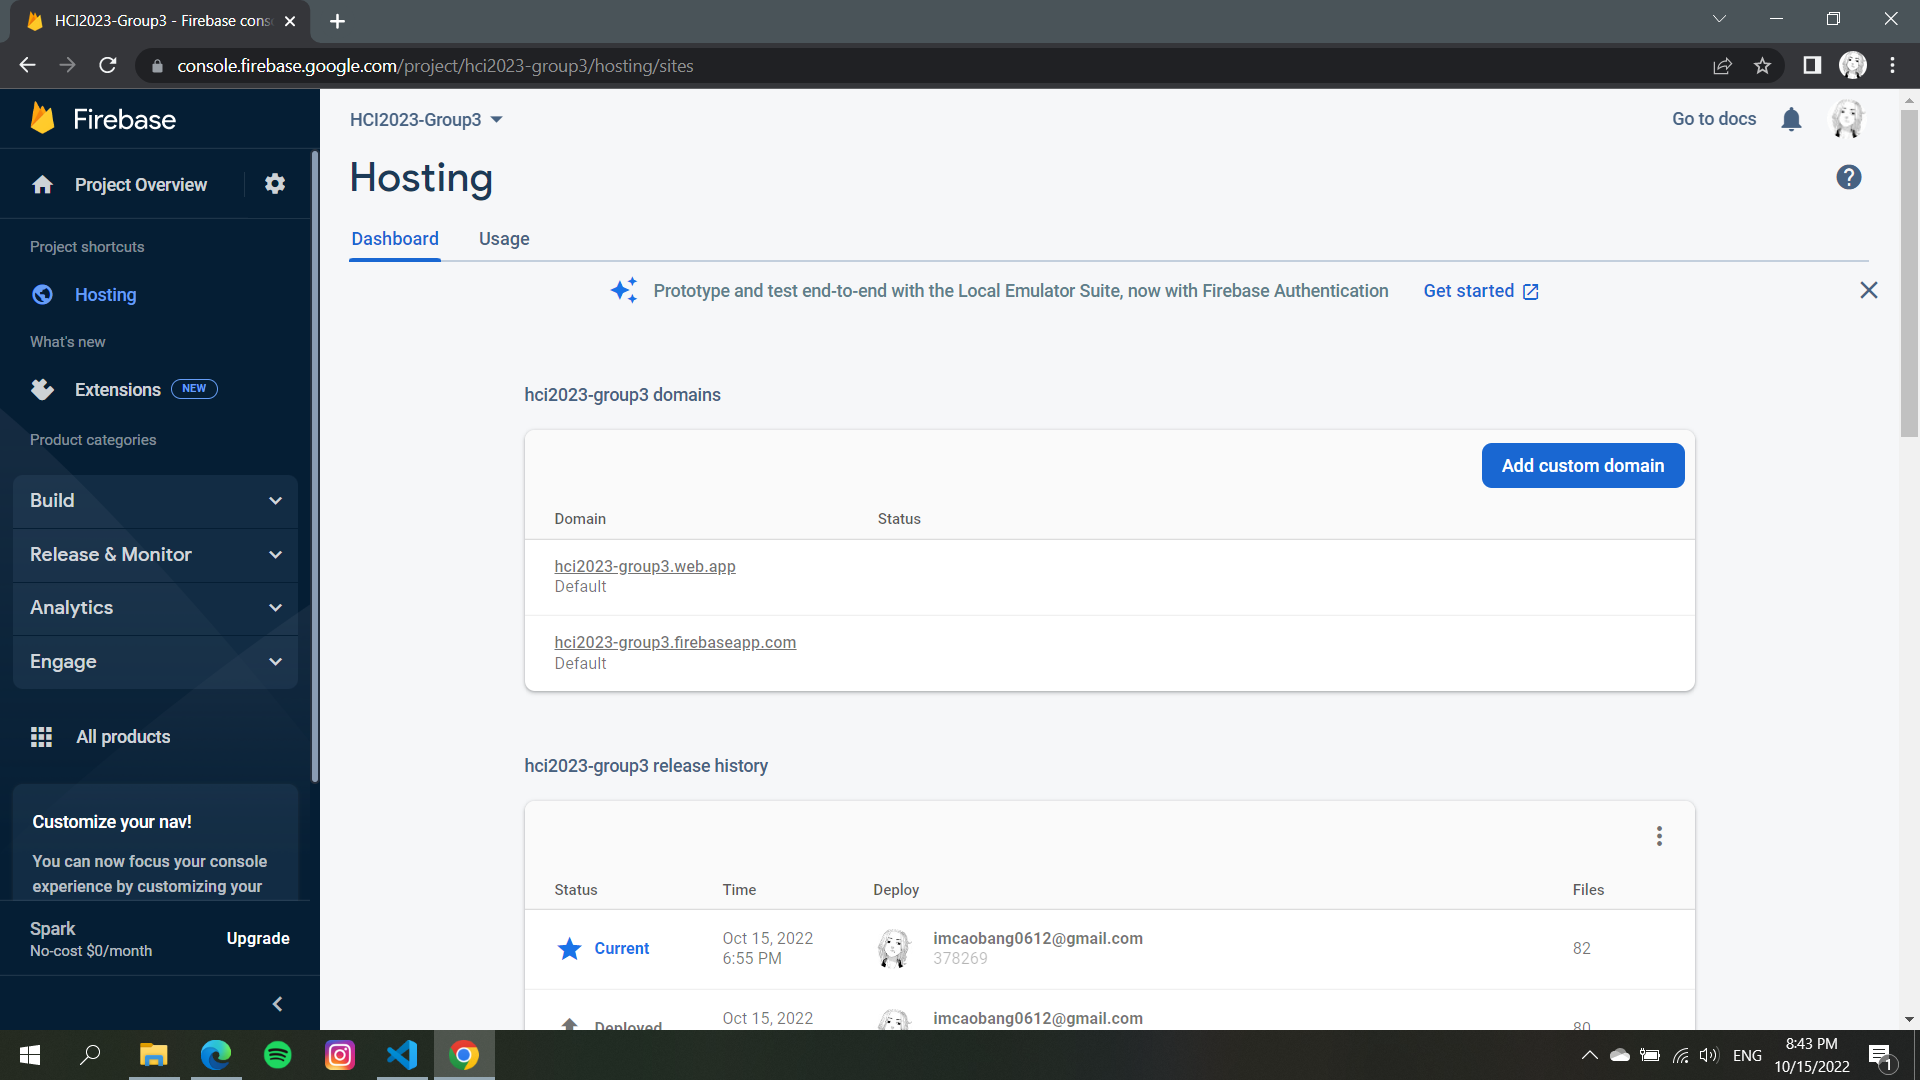 HCI2023-Group3 - Firebase cons
console.firebase.google.com/project/hci2023-group3/hosting/sites
Firebase
Project Overview
Project shortcuts
Hosting
What's new
Extensions NEW
Product categories
Build
Release & Monitor
Analytics
Engage
All products
Customize your nav!
You can now focus your console
experience by customizing your
Spark
No-cost $0/month
Upgrade
HCI2023-Group3
Go to docs
Hosting
Dashboard Usage
Prototype and test end-to-end with the Local Emulator Suite, now with Firebase Authentication Get started
hci2023-group3 domains
Add custom domain
Domain Status
hci2023-group3.web.app
Default
hci2023-group3.firebaseapp.com
Default
hci2023-group3 release history
Status Time Deploy Files
Current Oct 15, 2022 imcaobang0612@gmail.com 82
6:55 PM 378269
Deployed Oct 15, 2022 imcaobang0612@gmail.com 80
ENG
8:43 PM
10/15/2022
1